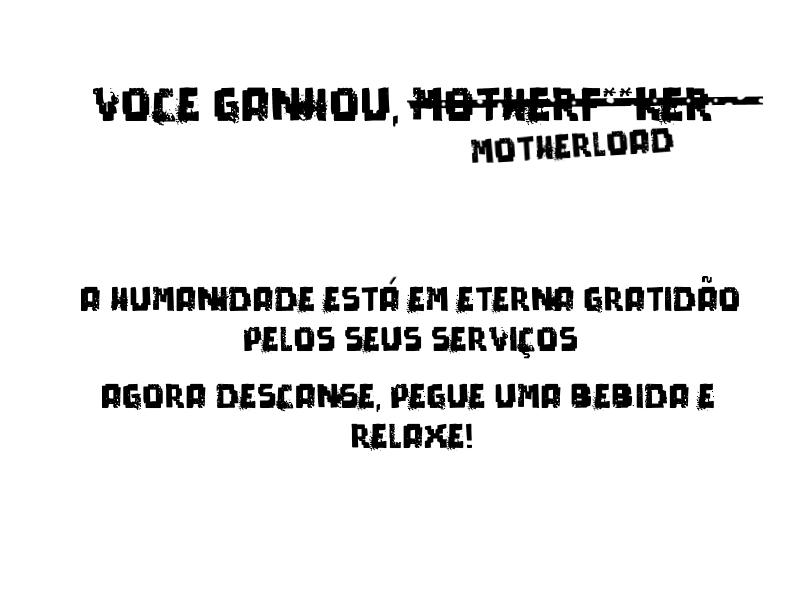 VOCE GANHOU, MOTHERF**KER
MOTHERLOAD
A HUMANIDADE ESTÁ EM ETERNA GRATIDÃO
PELOS SEUS SERVIÇOS
AGORA DESCANSE, PEGUE UMA BEBIDA E
RELAXE!